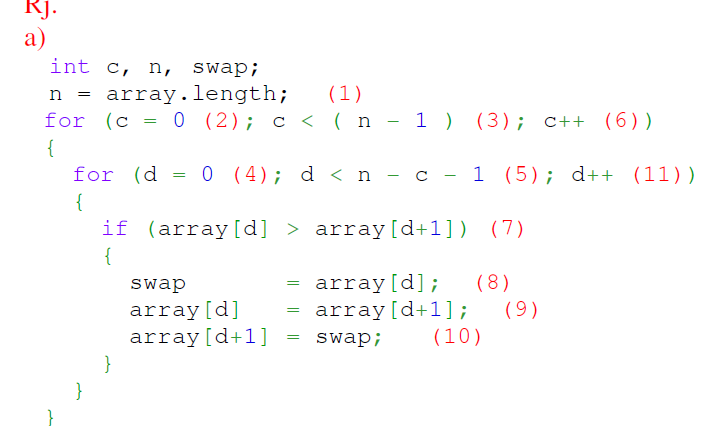 Rj.
a)
int c, n, swap;
n = array.length; (1)
for (c = 0 (2); c < ( n - 1 ) (3); c++ (6))
{
for (d = 0 (4); d < n - c - 1 (5); d++ (11))
{
if (array[d] > array[d+1]) (7)
{
swap = array[d]; (8)
array[d] = array[d+1]; (9)
array[d+1] = swap; (10)
}
}
}